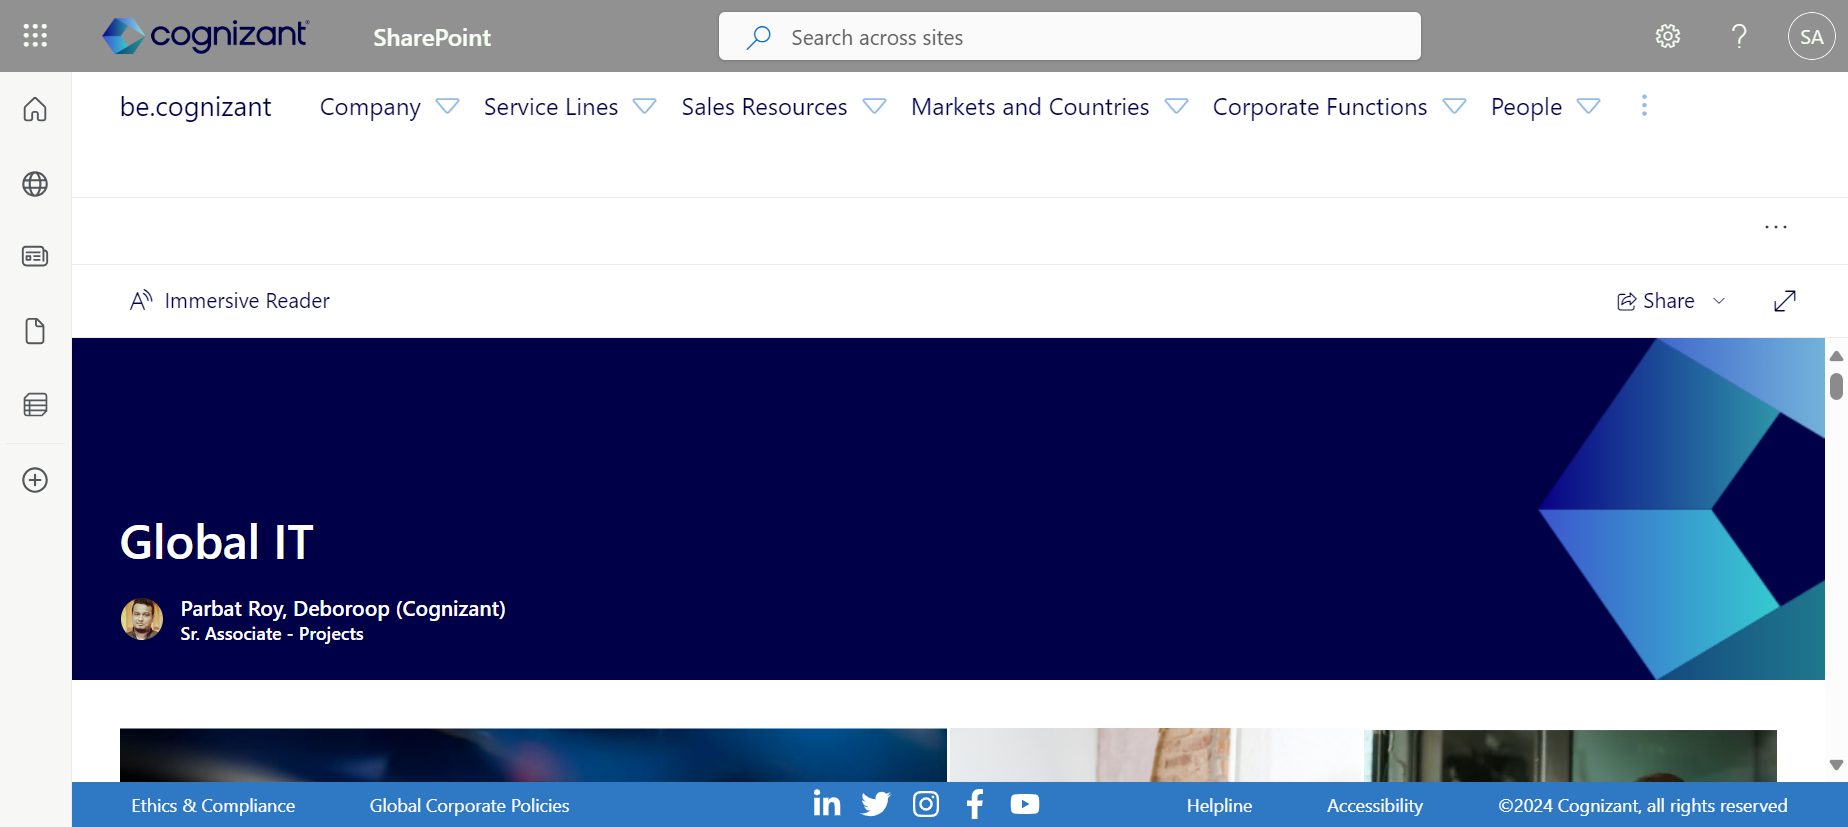 cognizant
SharePoint
Search across sites
SA
be.cognizant
Company
Service Lines
Sales Resources
Markets and Countries
Corporate Functions
People
Immersive Reader
Share
Global IT
Parbat Roy, Deboroop (Cognizant)
Sr. Associate - Projects
Ethics & Compliance
Global Corporate Policies
Helpline
Accessibility
©2024 Cognizant, all rights reserved